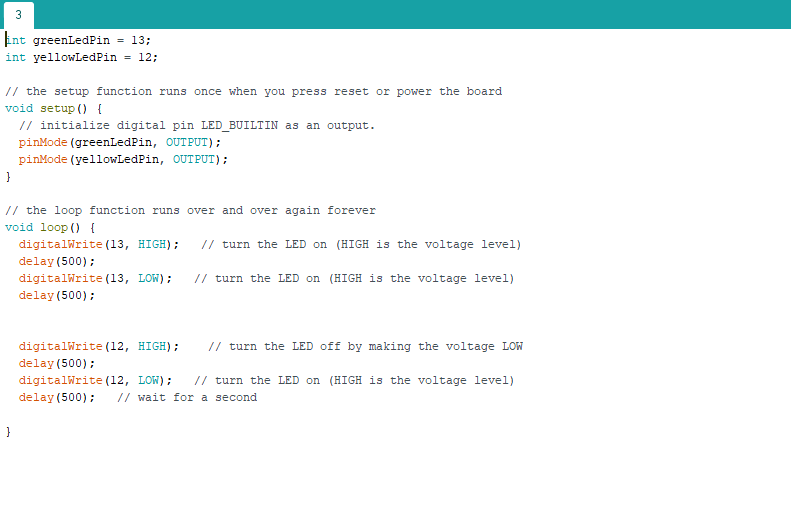 3
int greenLedPin = 13;
int yellowLedPin = 12;
// the setup function runs once when you press reset or power the board
void setup() {
  // initialize digital pin LED_BUILTIN as an output.
  pinMode(greenLedPin, OUTPUT);
  pinMode(yellowLedPin, OUTPUT);
}
// the loop function runs over and over again forever
void loop() {
  digitalWrite(13, HIGH);   // turn the LED on (HIGH is the voltage level)
  delay(500);
  digitalWrite(13, LOW);   // turn the LED on (HIGH is the voltage level)
  delay(500);
  digitalWrite(12, HIGH);    // turn the LED off by making the voltage LOW
  delay(500);
  digitalWrite(12, LOW);   // turn the LED on (HIGH is the voltage level)
  delay(500);   // wait for a second
}